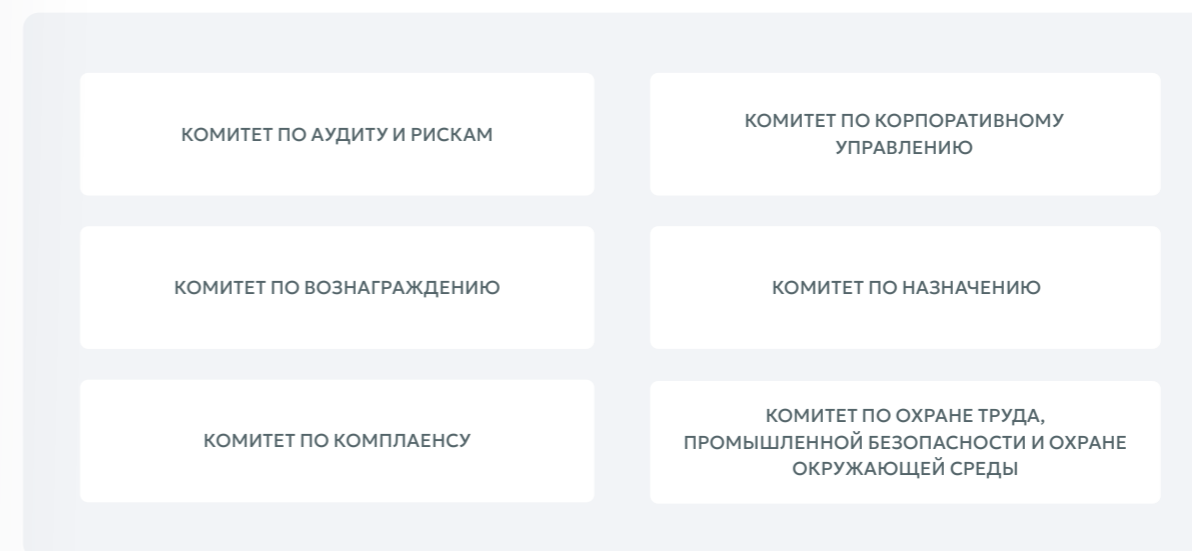 КОМИТЕТ ПО АУДИТУ И РИСКАМ
КОМИТЕТ ПО КОРПОРАТИВНОМУ
УПРАВЛЕНИЮ
КОМИТЕТ ПО ВОЗНАГРАЖДЕНИЮ
КОМИТЕТ ПО НАЗНАЧЕНИЮ
КОМИТЕТ ПО КОМПЛАЕНСУ
КОМИТЕТ ПО ОХРАНЕ ТРУДА,
ПРОМЫШЛЕННОЙ БЕЗОПАСНОСТИ И ОХРАНЕ
ОКРУЖАЮЩЕЙ СРЕДЫ